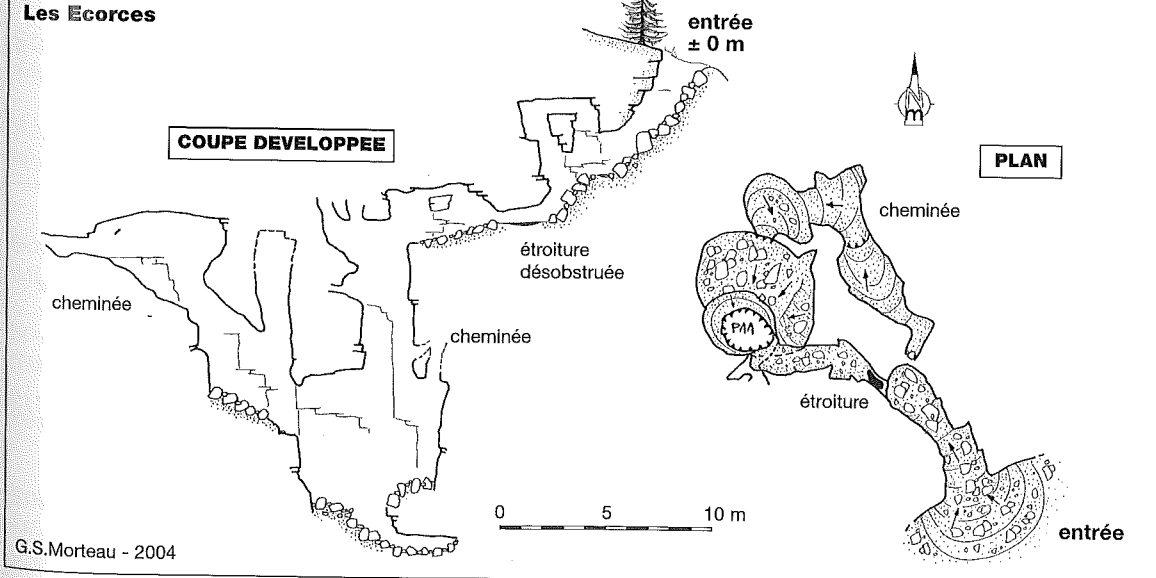 Les Ecorces
entrée
± 0 m
N
m
COUPE DEVELOPPEE
PLAN
cheminée
étroiture
désobstruée
cheminée
cheminée
P11
étroiture
0 5 10 m
entrée
G.S.Morteau - 2004